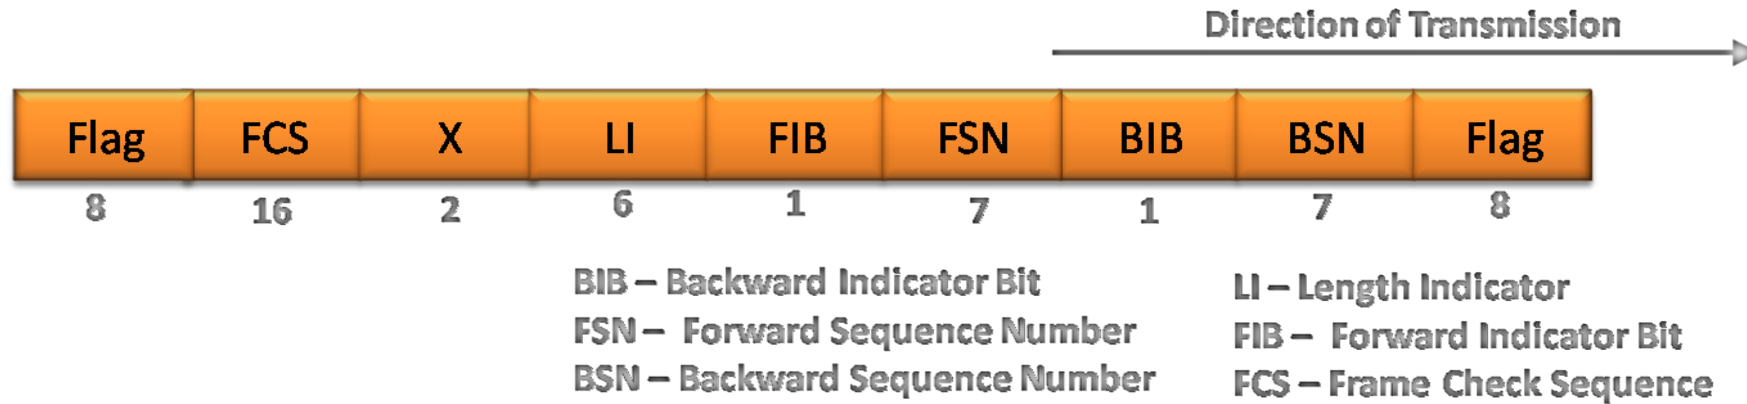 Direction of Transmission
Flag FCS X LI FIB FSN BIB BSN Flag
8 16 2 6 1 7 1 7 8
BIB – Backward Indicator Bit
FSN – Forward Sequence Number
BSN – Backward Sequence Number
LI – Length Indicator
FIB – Forward Indicator Bit
FCS – Frame Check Sequence